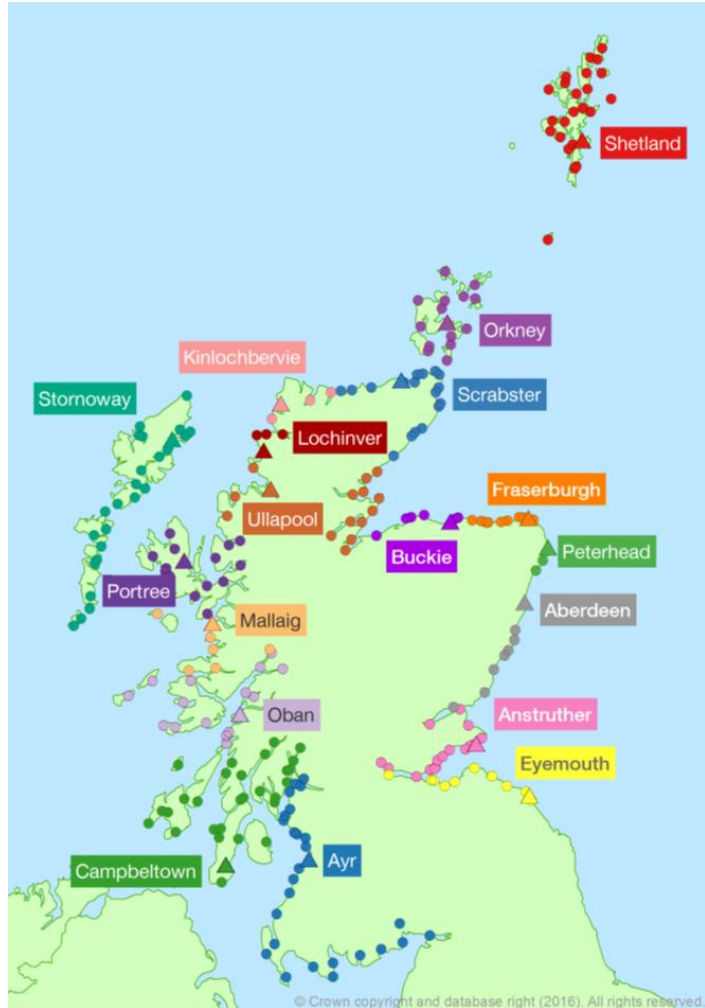 Shetland
Orkney
Kinlochbervie
Stornoway
Scrabster
Lochinver
Fraserburgh
Ullapool
Buckie
Peterhead
Portree
Aberdeen
Mallaig
Oban
Anstruther
Eyemouth
Campbeltown
Ayr
© Crown copyright and database right (2016). All rights reserved.